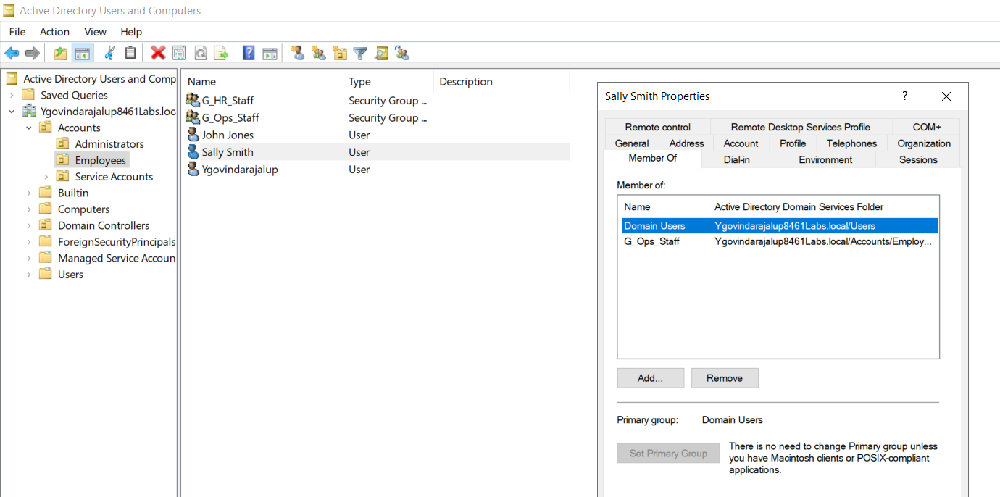 Active Directory Users and Computers
File Action View Help
Active Directory Users and Comp
Saved Queries
Ygovindarajalup8461Labs.loc
Accounts
Administrators
Employees
Service Accounts
Builtin
Computers
Domain Controllers
ForeignSecurityPrincipals
Managed Service Accoun
Users
Name Type Description
G_HR_Staff Security Group ...
G_Ops_Staff Security Group ...
John Jones User
Sally Smith User
Ygovindarajalup User
Sally Smith Properties
Remote control Remote Desktop Services Profile COM+
General Address Account Profile Telephones Organization
Member Of Dial-in Environment Sessions
Member of:
Name Active Directory Domain Services Folder
Domain Users Ygovindarajalup8461Labs.local/Users
G_Ops_Staff Ygovindarajalup8461Labs.local/Accounts/Employ...
Add... Remove
Primary group: Domain Users
Set Primary Group
There is no need to change Primary group unless
you have Macintosh clients or POSIX-compliant
applications.